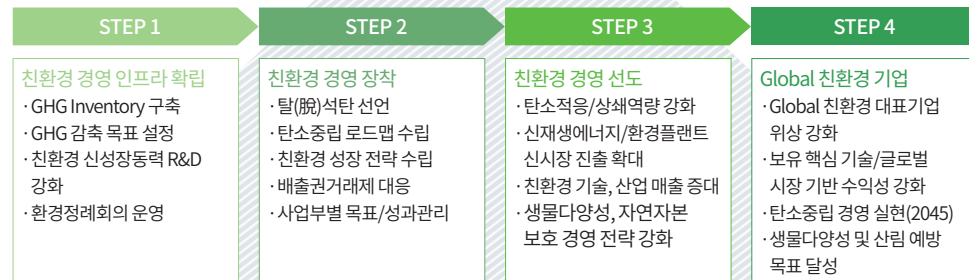 STEP 1
친환경 경영 인프라 확립
· GHG Inventory 구축
· GHG 감축 목표 설정
· 친환경 신성장동력 R&D
강화
· 환경정례회의 운영
STEP 2
친환경 경영 장착
· 탈(脫)석탄 선언
· 탄소중립 로드맵 수립
· 친환경 성장 전략 수립
· 배출권거래제 대응
· 사업부별 목표/성과관리
STEP 3
친환경 경영 선도
· 탄소적응/상쇄역량 강화
· 신재생에너지/환경플랜트
신시장 진출 확대
· 친환경 기술, 산업 매출 증대
· 생물다양성, 자연자본
보호 경영 전략 강화
STEP 4
Global 친환경 기업
· Global 친환경 대표기업
위상 강화
· 보유 핵심 기술/글로벌
시장 기반 수익성 강화
· 탄소중립 경영 실현(2045)
· 생물다양성 및 산림 예방
목표 달성